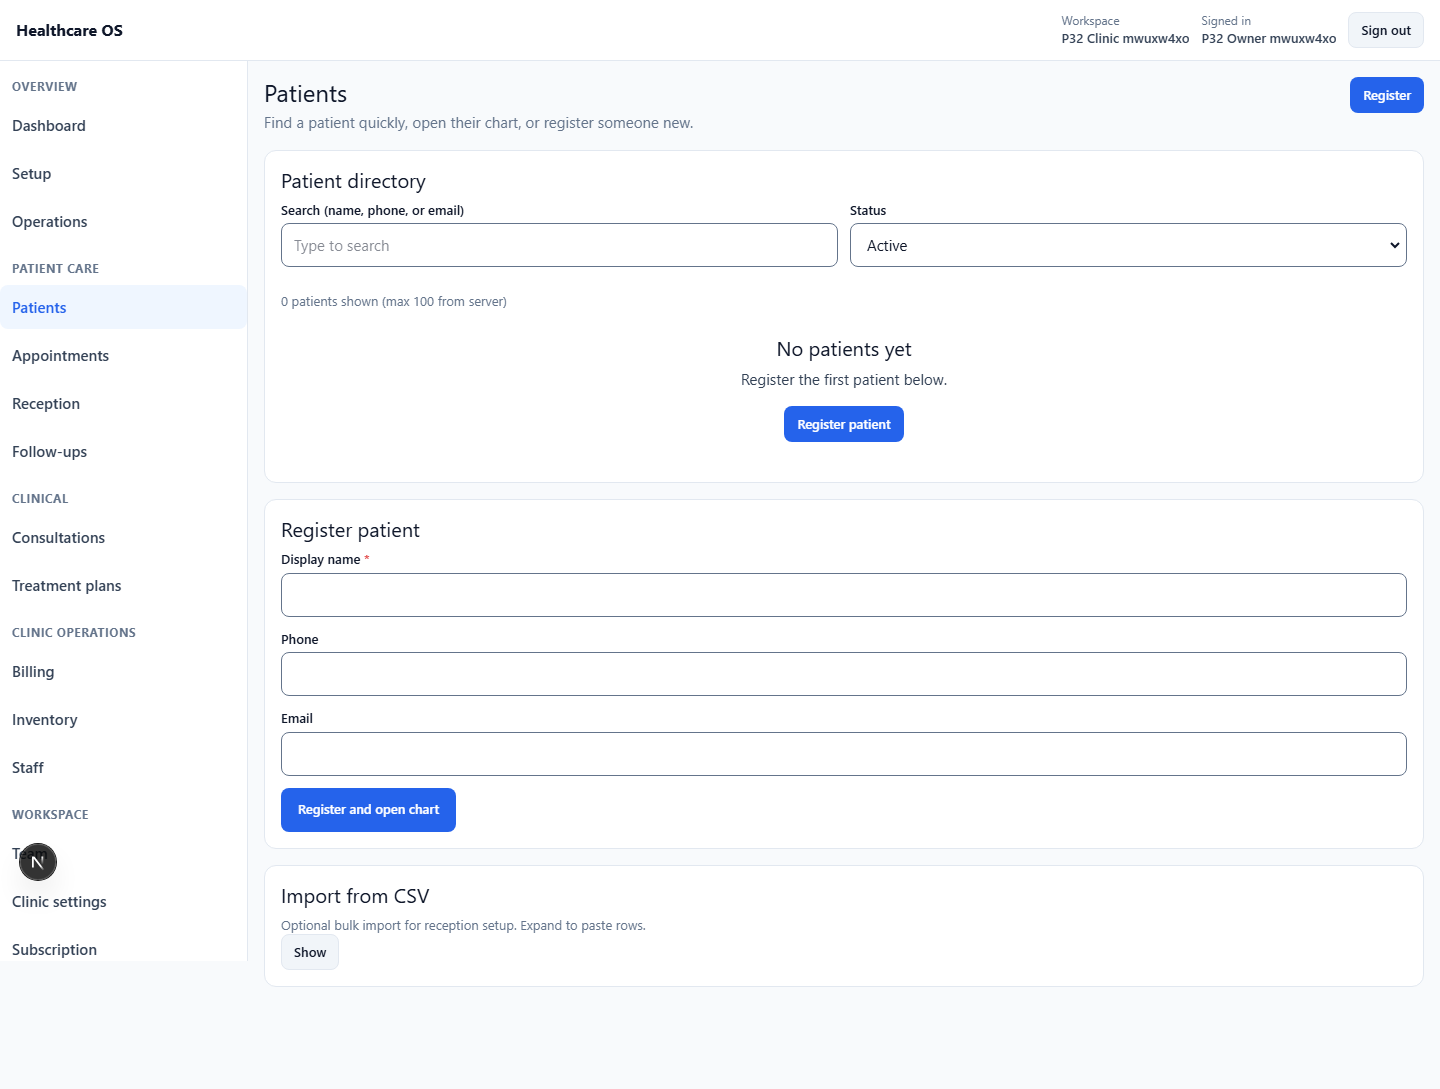 Healthcare OS
Workspace
P32 Clinic mwuxw4xo
Signed in
P32 Owner mwuxw4xo
Sign out
OVERVIEW
Dashboard
Setup
Operations
PATIENT CARE
Patients
Appointments
Reception
Follow-ups
CLINICAL
Consultations
Treatment plans
CLINIC OPERATIONS
Billing
Inventory
Staff
WORKSPACE
Team
N
Clinic settings
Subscription
Patients
Register
Find a patient quickly, open their chart, or register someone new.
Patient directory
Search (name, phone, or email)
Type to search
Status
Active
0 patients shown (max 100 from server)
No patients yet
Register the first patient below.
Register patient
Register patient
Display name *
Phone
Email
Register and open chart
Import from CSV
Optional bulk import for reception setup. Expand to paste rows.
Show